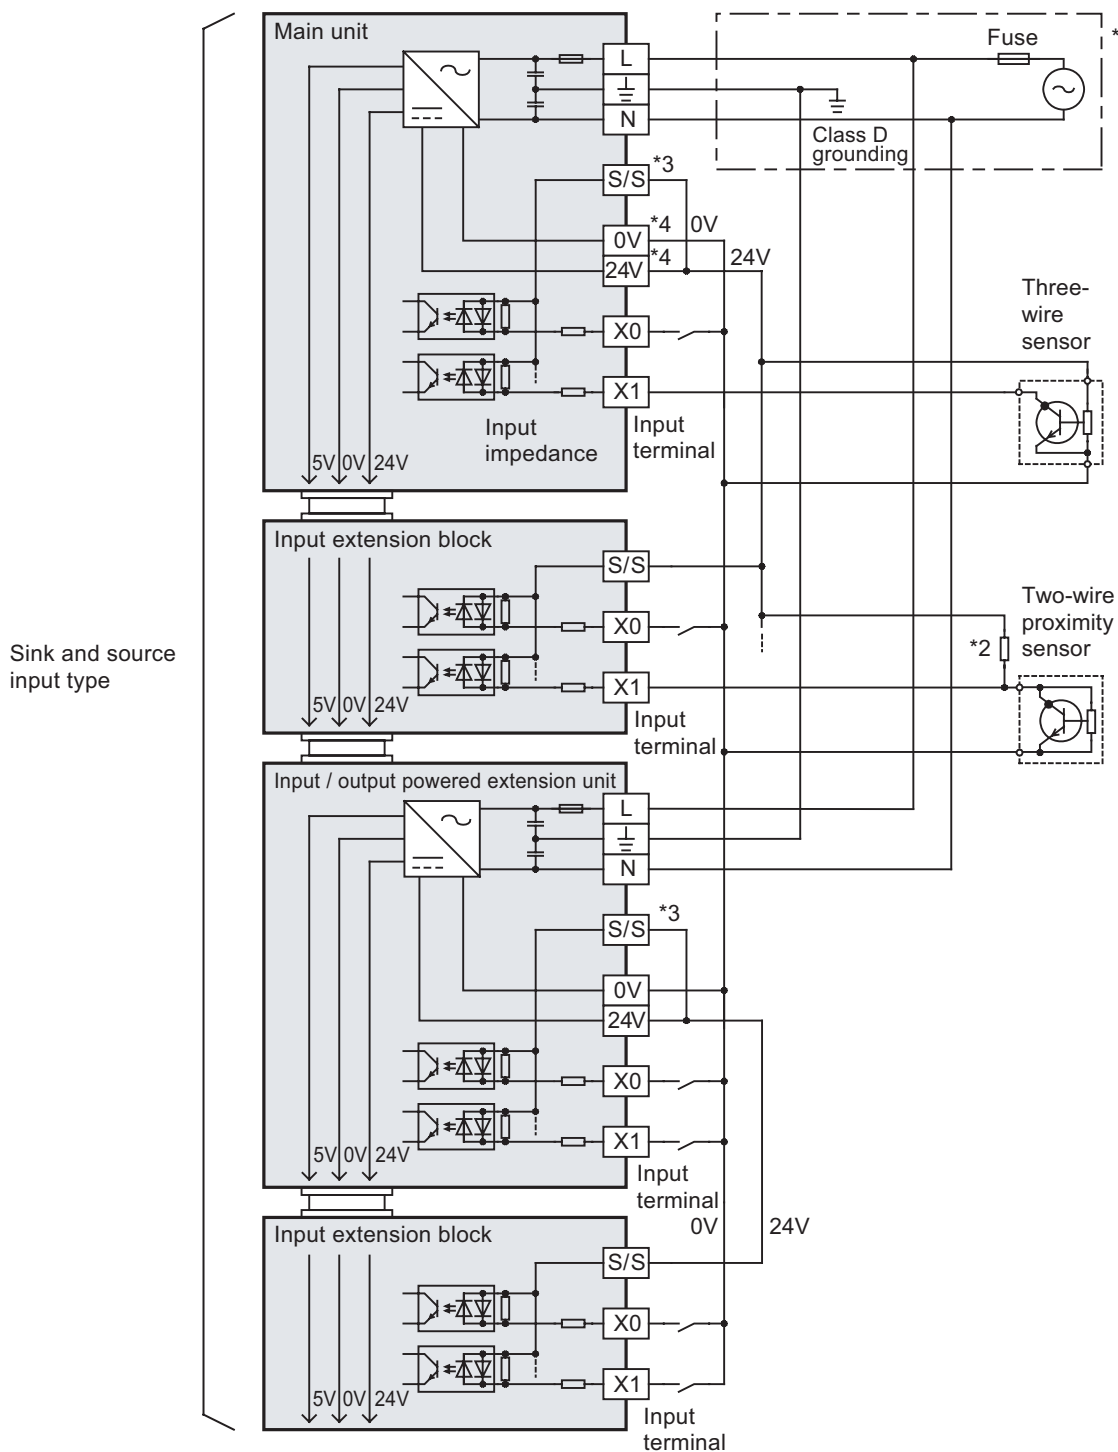 Main unit
L
N
Fuse
*
Class D
grounding
S/S
*3
0V
*4
0V
24V
*4
24V
X0
X1
Three-
wire
sensor
Input
impedance
Input
terminal
5V
0V
24V
Input extension block
S/S
X0
X1
Input
terminal
*2
Two-wire
proximity
sensor
5V
0V
24V
Sink and source
input type
Input / output powered extension unit
L
N
S/S
*3
0V
24V
X0
X1
Input
terminal
5V
0V
24V
0V
24V
Input extension block
S/S
X0
X1
Input
terminal
5V
0V
24V